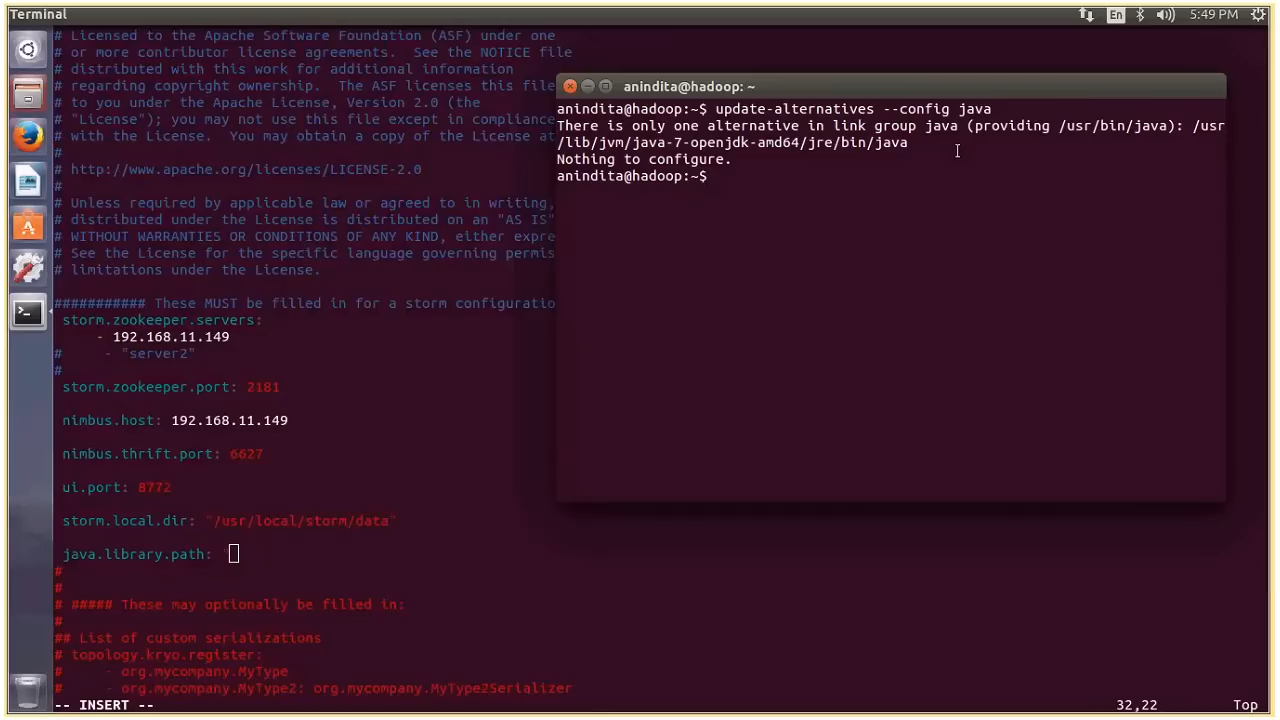 Terminal
En
5:49 PM
# Licensed to the Apache Software Foundation (ASF) under one
# or more contributor license agreements.  See the NOTICE file
# distributed with this work for additional information
# regarding copyright ownership.  The ASF licenses this file
# to you under the Apache License, Version 2.0 (the
# "License"); you may not use this file except in compliance
# with the License.  You may obtain a copy of the License at
#
# http://www.apache.org/licenses/LICENSE-2.0
#
# Unless required by applicable law or agreed to in writing,
# distributed under the License is distributed on an "AS IS"
# WITHOUT WARRANTIES OR CONDITIONS OF ANY KIND, either expre
# See the License for the specific language governing permis
# limitations under the License.
########### These MUST be filled in for a storm configuratio
storm.zookeeper.servers:
- 192.168.11.149
#     - "server2"
#
storm.zookeeper.port: 2181
nimbus.host: 192.168.11.149
nimbus.thrift.port: 6627
ui.port: 8772
storm.local.dir: "/usr/local/storm/data"
java.library.path: "
#
#
# ##### These may optionally be filled in:
#
## List of custom serializations
# topology.kryo.register:
#     - org.mycompany.MyType
#     - org.mycompany.MyType2: org.mycompany.MyType2Serializer
-- INSERT --
32,22
Top
anindita@hadoop: ~
anindita@hadoop:~$ update-alternatives --config java
There is only one alternative in link group java (providing /usr/bin/java): /usr
/lib/jvm/java-7-openjdk-amd64/jre/bin/java
Nothing to configure.
anindita@hadoop:~$